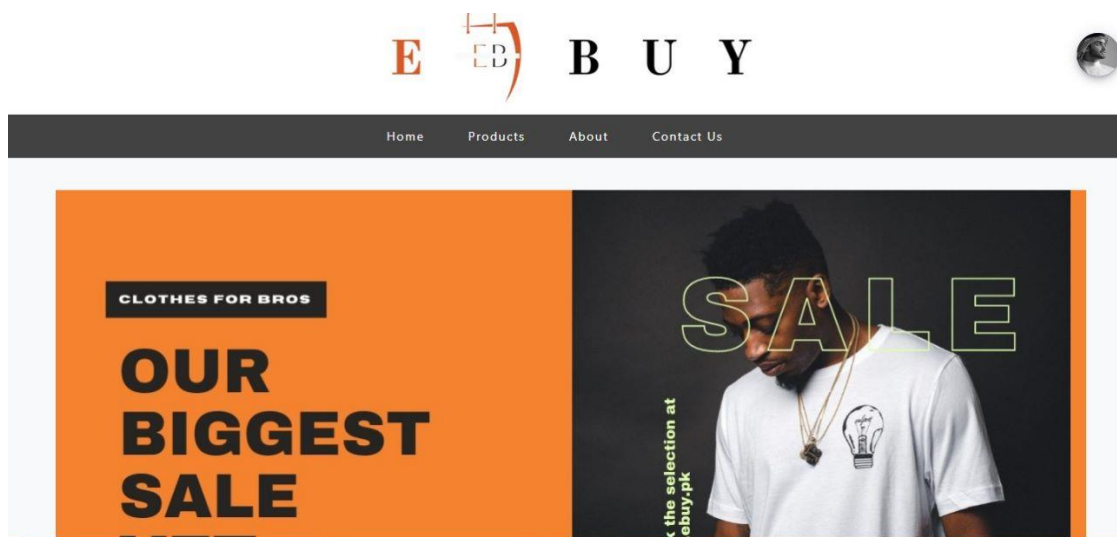 E EB BUY
Home Products About Contact Us
CLOTHES FOR BROS
OUR
BIGGEST
SALE
SALE
the selection at
ebuy.pk